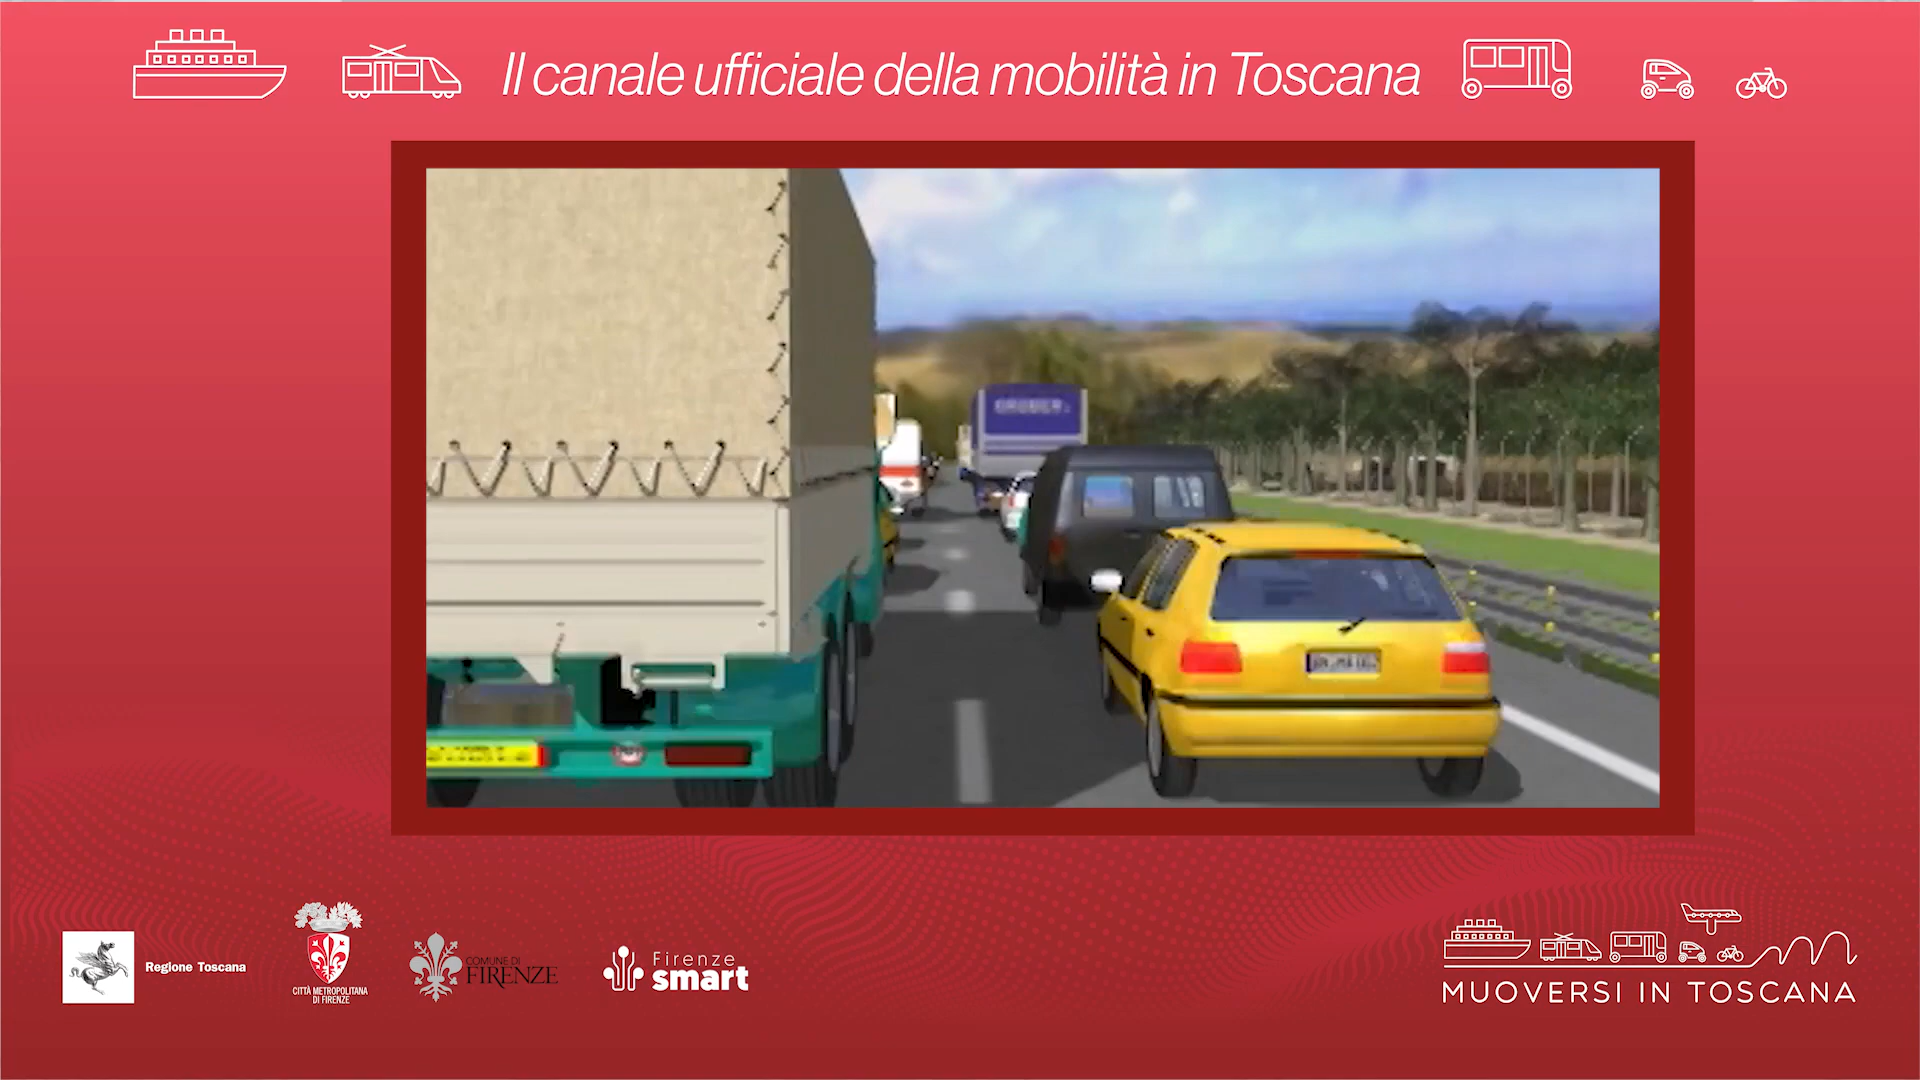 Il canale ufficiale della mobilità in Toscana
Regione Toscana
CITTÀ METROPOLITANA
DI FIRENZE
COMUNE DI
FIRENZE
Firenze
smart
MUOVERSI IN TOSCANA